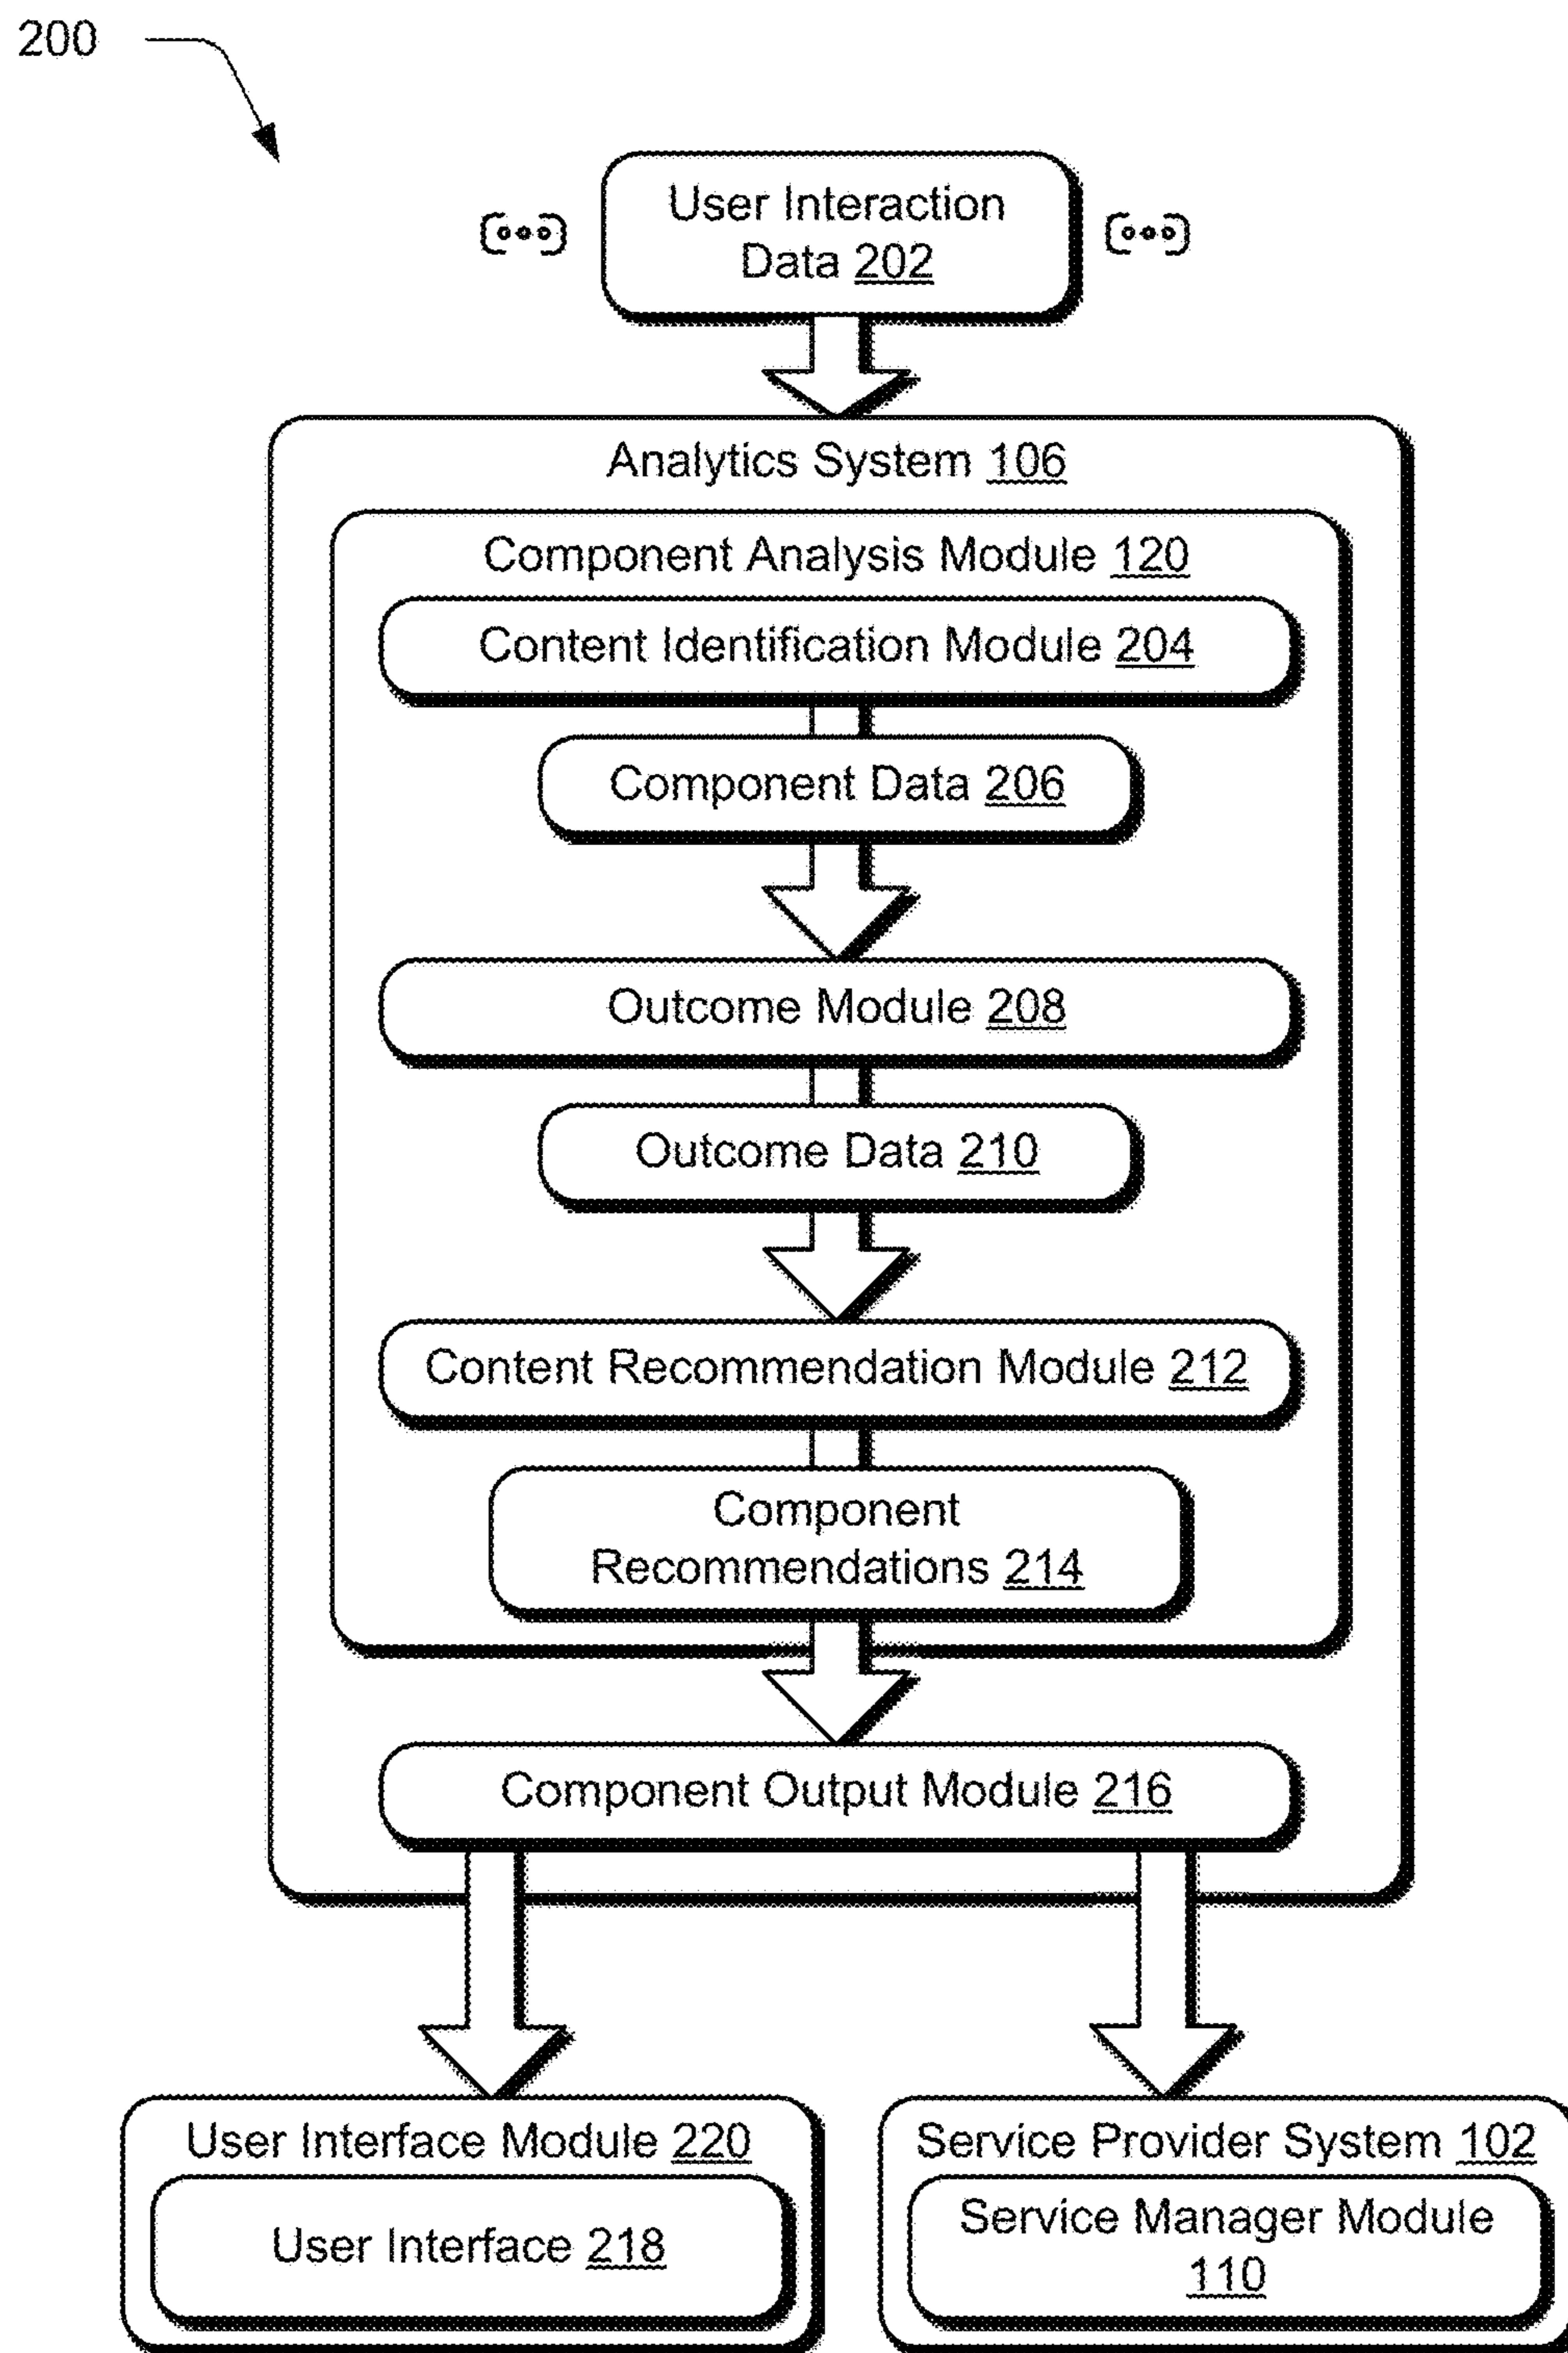 200
User Interaction
Data 202
Analytics System 106
Component Analysis Module 120
Content Identification Module 204
Component Data 206
Outcome Module 208
Outcome Data 210
Content Recommendation Module 212
Component
Recommendations 214
Component Output Module 216
User Interface Module 220
User Interface 218
Service Provider System 102
Service Manager Module
110